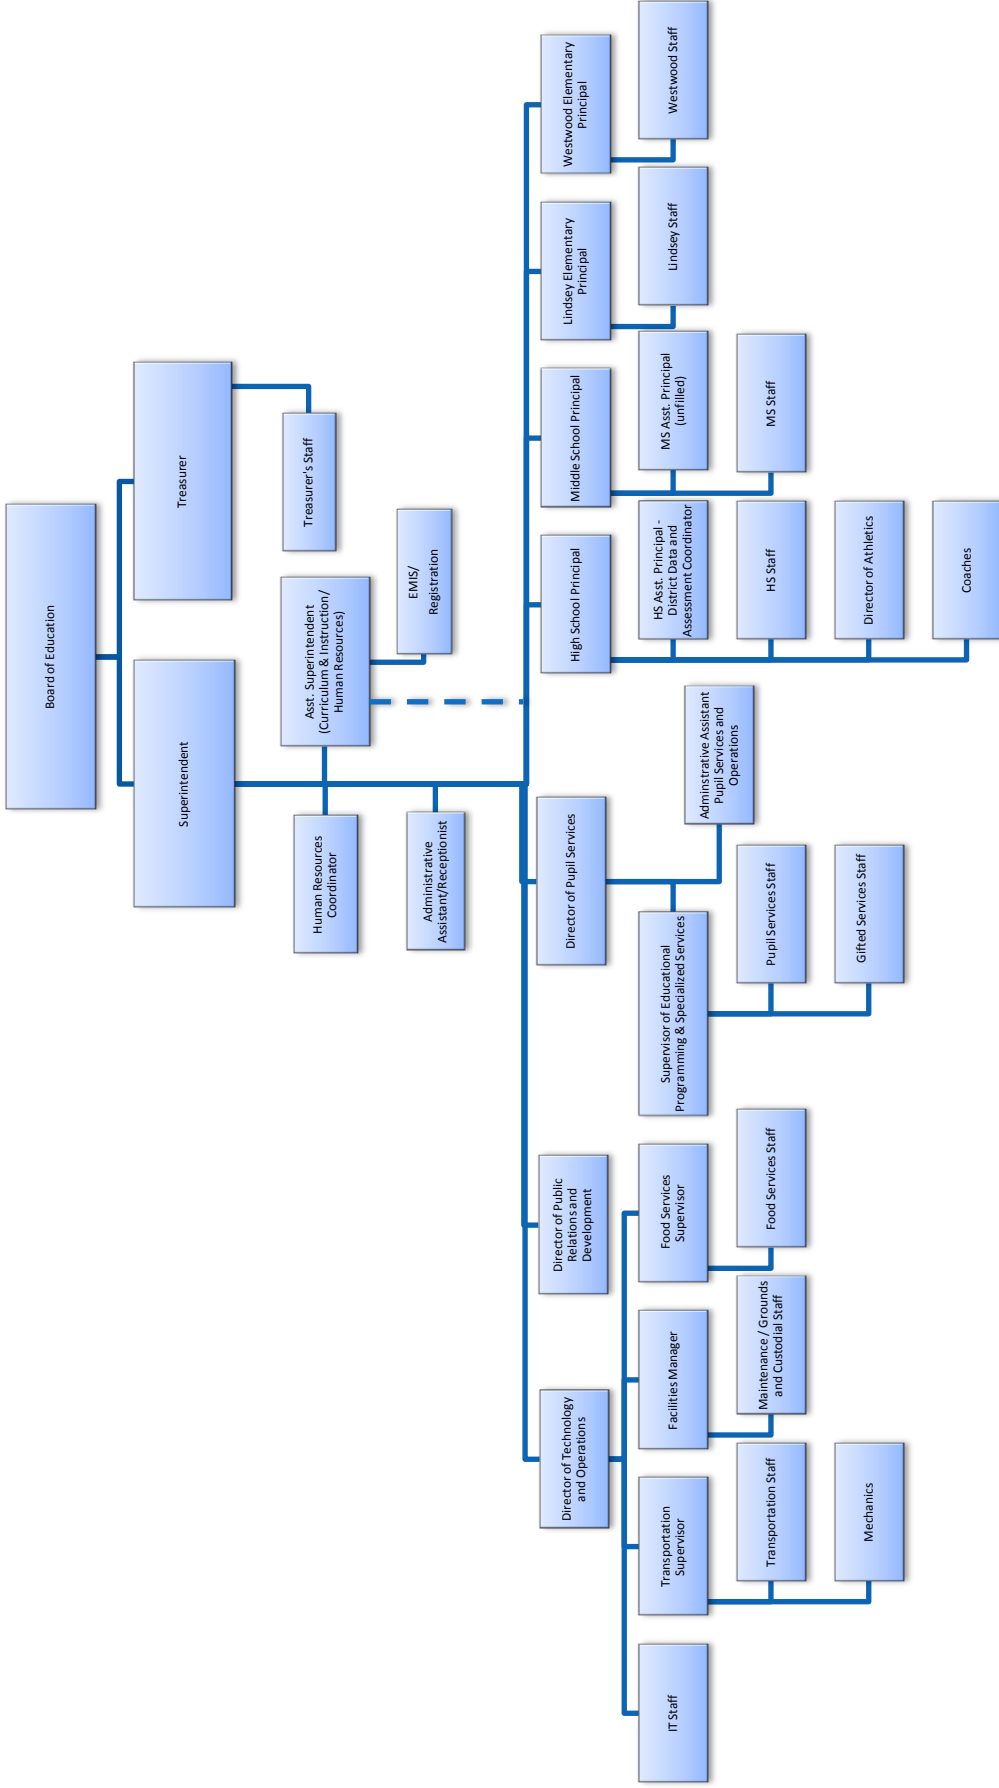 Board of Education
Superintendent
Treasurer
Treasurer's Staff
Asst. Superintendent
(Curriculum & Instruction/
Human Resources)
EMIS/
Registration
Human Resources
Coordinator
Administrative
Assistant/Receptionist
Director of Technology
and Operations
Director of Public
Relations and
Development
Director of Pupil Services
High School Principal
Middle School Principal
Lindsey Elementary
Principal
Westwood Elementary
Principal
IT Staff
Transportation
Supervisor
Transportation Staff
Mechanics
Facilities Manager
Maintenance / Grounds
and Custodial Staff
Food Services
Supervisor
Food Services Staff
Supervisor of Educational
Programming & Specialized Services
Pupil Services Staff
Gifted Services Staff
Adminstrative Assistant
Pupil Services and
Operations
HS Asst. Principal -
District Data and
Assessment Coordinator
HS Staff
Director of Athletics
Coaches
MS Asst. Principal
(unfilled)
MS Staff
Lindsey Staff
Westwood Staff